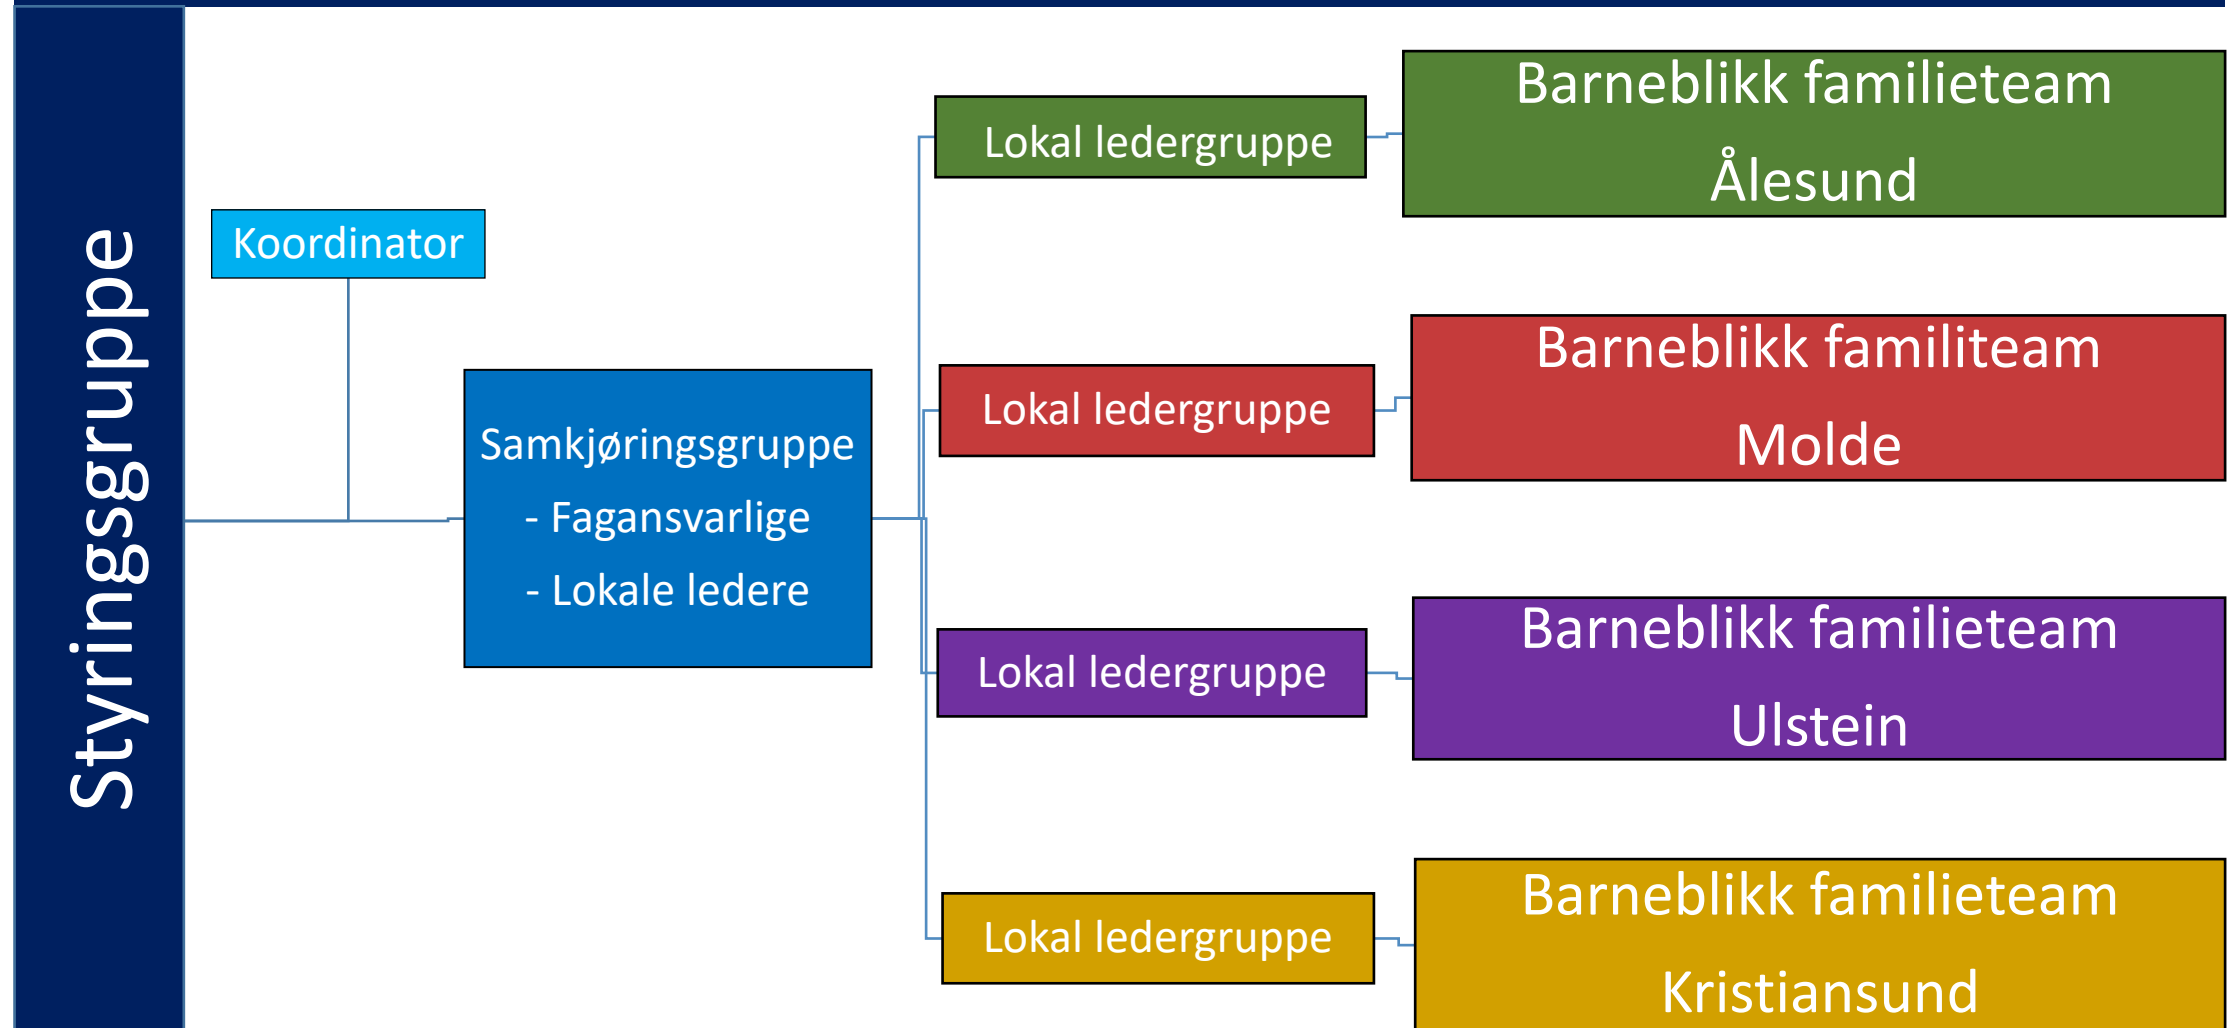 Styringsgruppe
Koordinator
Samkjøringsgruppe
- Fagansvarlige
- Lokale ledere
Lokal ledergruppe
Barneblikk familieteam
Ålesund
Lokal ledergruppe
Barneblikk familiteam
Molde
Lokal ledergruppe
Barneblikk familieteam
Ulstein
Lokal ledergruppe
Barneblikk familieteam
Kristiansund